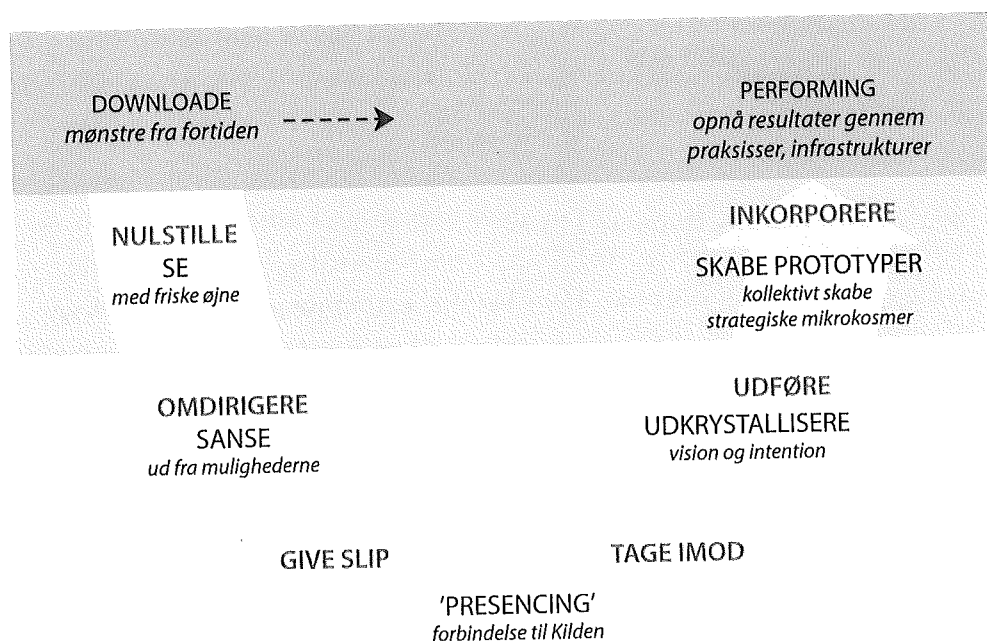 DOWNLOADE
mønstre fra fortiden
PERFORMING
opnå resultater gennem
praksisser, infrastrukturer
NULSTILLE
SE
med friske øjne
INKORPORERE
SKABE PROTOTYPER
kollektivt skabe
strategiske mikrokosmer
OMDIRIGERE
SANSE
ud fra mulighederne
UDFØRE
UDKRYSTALLISERE
vision og intention
GIVE SLIP
TAGE IMOD
'PRESENCING'
forbindelse til Kilden